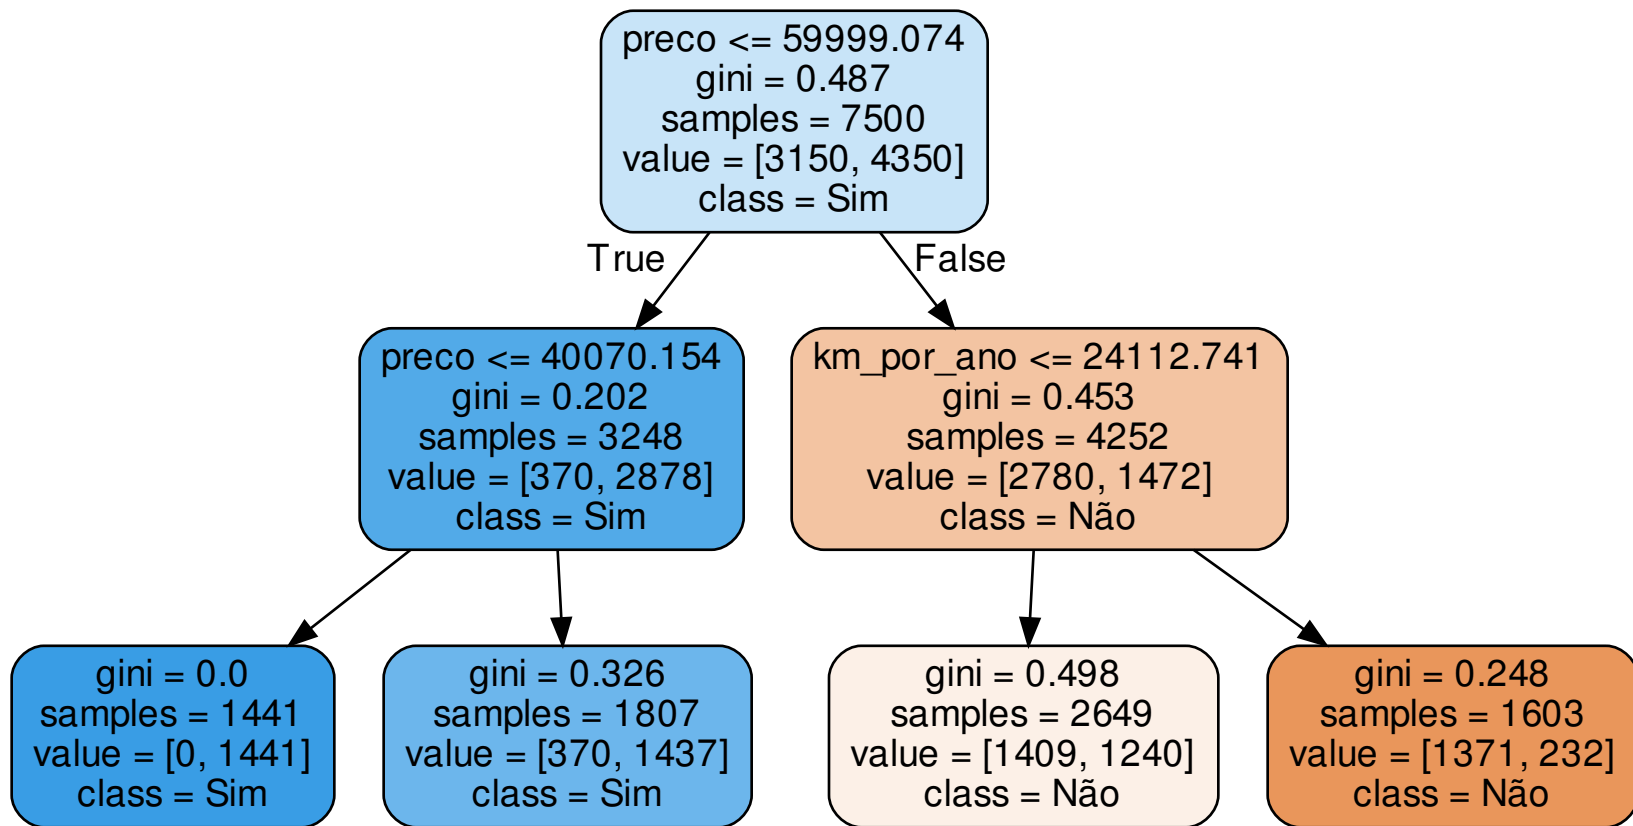 preco <= 59999.074
gini = 0.487
samples = 7500
value = [3150, 4350]
class = Sim
True
False
preco <= 40070.154
gini = 0.202
samples = 3248
value = [370, 2878]
class = Sim
km_por_ano <= 24112.741
gini = 0.453
samples = 4252
value = [2780, 1472]
class = Não
gini = 0.0
samples = 1441
value = [0, 1441]
class = Sim
gini = 0.326
samples = 1807
value = [370, 1437]
class = Sim
gini = 0.498
samples = 2649
value = [1409, 1240]
class = Não
gini = 0.248
samples = 1603
value = [1371, 232]
class = Não